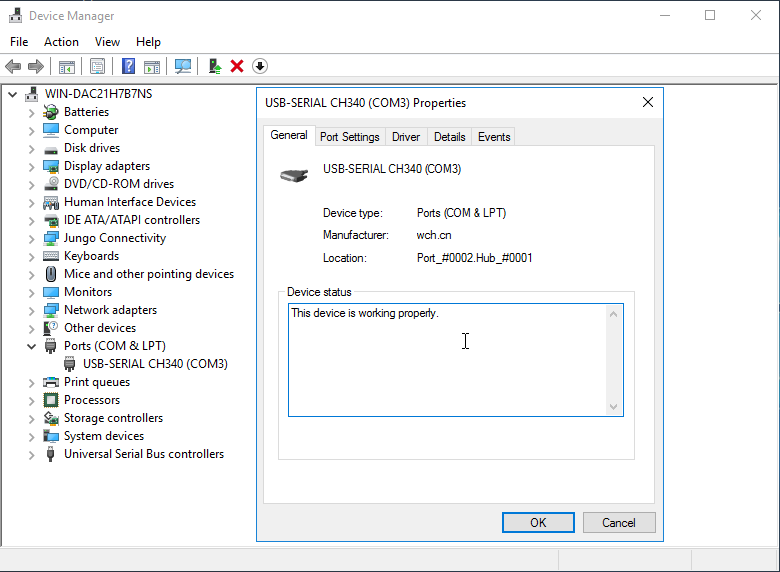 Device Manager
File Action View Help
WIN-DAC21H7B7NS
Batteries
Computer
Disk drives
Display adapters
DVD/CD-ROM drives
Human Interface Devices
IDE ATA/ATAPI controllers
Jungo Connectivity
Keyboards
Mice and other pointing devices
Monitors
Network adapters
Other devices
Ports (COM & LPT)
USB-SERIAL CH340 (COM3)
Print queues
Processors
Storage controllers
System devices
Universal Serial Bus controllers
USB-SERIAL CH340 (COM3) Properties
General Port Settings Driver Details Events
USB-SERIAL CH340 (COM3)
Device type: Ports (COM & LPT)
Manufacturer: wch.cn
Location: Port_#0002.Hub_#0001
Device status
This device is working properly.
OK Cancel